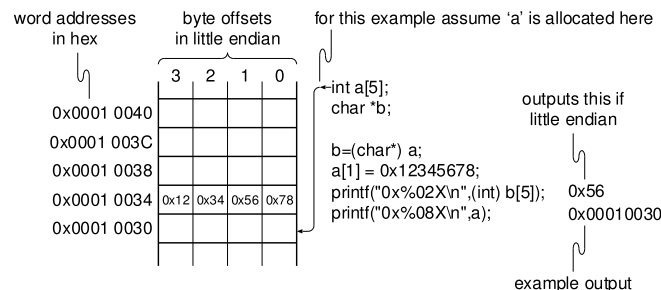 word addresses
in hex
byte offsets
in little endian
for this example assume ‘a’ is allocated here
3 2 1 0
int a[5];
char *b;
b=(char*) a;
a[1] = 0x12345678;
printf("0x%02X\n",(int) b[5]);
printf("0x%08X\n",a);
outputs this if
little endian
0x56
0x00010030
example output
0x0001 0040
0x0001 003C
0x0001 0038
0x0001 0034 0x12 0x34 0x56 0x78
0x0001 0030